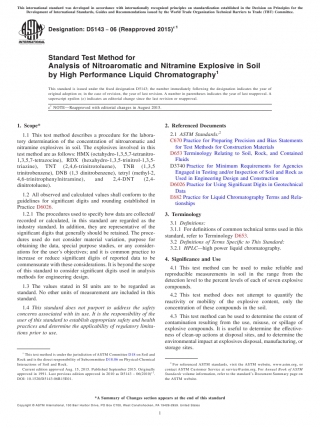 This international standard was developed in accordance with internationally recognized principles on standardization established in the Decision on Principles for the
Development of International Standards, Guides and Recommendations issued by the World Trade Organization Technical Barriers to Trade (TBT) Committee.
Designation: D5143 − 06 (Reapproved 2015)ε1
Standard Test Method for
Analysis of Nitroaromatic and Nitramine Explosive in Soil
by High Performance Liquid Chromatography1
This standard is issued under the fixed designation D5143; the number immediately following the designation indicates the year of
original adoption or, in the case of revision, the year of last revision. A number in parentheses indicates the year of last reapproval. A
superscript epsilon (ε) indicates an editorial change since the last revision or reapproval.
ε1 NOTE—Reapproved with editorial changes in August 2015.
1. Scope*
1.1 This test method describes a procedure for the labora-
tory determination of the concentration of nitroaromatic and
nitramine explosives in soil. The explosives involved in this
test method are as follows: HMX (octahydro-1,3,5,7-tetranitro-
1,3,5,7-tetrazocine), RDX (hexahydro-1,3,5-trinitro-1,3,5-
triazine), TNT (2,4,6-trinitrotoluene), TNB (1,3,5
trinitrobenzene), DNB (1,3 dinitrobenzene), tetryl (methyl-2,
4,6-trinitrophenylnitramine), and 2,4-DNT (2,4-
dinitrotoluene).
1.2 All observed and calculated values shall conform to the
guidelines for significant digits and rounding established in
Practice D6026.
1.2.1 The procedures used to specify how data are collected/
recorded or calculated, in this standard are regarded as the
industry standard. In addition, they are representative of the
significant digits that generally should be retained. The proce-
dures used do not consider material variation, purpose for
obtaining the data, special purpose studies, or any consider-
ations for the user's objectives; and it is common practice to
increase or reduce significant digits of reported data to be
commensurate with these considerations. It is beyond the scope
of this standard to consider significant digits used in analysis
methods for engineering design.
1.3 The values stated in SI units are to be regarded as
standard. No other units of measurement are included in this
standard.
1.4 This standard does not purport to address the safety
concerns associated with its use. It is the responsibility of the
user of this standard to establish appropriate safety and health
practices and determine the applicability of regulatory limita-
tions prior to use.
1 This test method is under the jurisdiction of ASTM Committee D18 on Soil and
Rock and is the direct responsibility of Subcommittee D18.06 on Physical-Chemical
Interactions of Soil and Rock.
Current edition approved Aug. 15, 2015. Published September 2015. Originally
approved in 1991. Last previous edition approved in 2010 as D5143 – 06(2010)ε1.
DOI: 10.1520/D5143-06R15E01.
2. Referenced Documents
2.1 ASTM Standards:2
C670 Practice for Preparing Precision and Bias Statements
for Test Methods for Construction Materials
D653 Terminology Relating to Soil, Rock, and Contained
Fluids
D3740 Practice for Minimum Requirements for Agencies
Engaged in Testing and/or Inspection of Soil and Rock as
Used in Engineering Design and Construction
D6026 Practice for Using Significant Digits in Geotechnical
Data
E682 Practice for Liquid Chromatography Terms and Rela-
tionships
3. Terminology
3.1 Definitions:
3.1.1 For definitions of common technical terms used in this
standard, refer to Terminology D653.
3.2 Definitions of Terms Specific to This Standard:
3.2.1 HPLC—high power liquid chromatography.
4. Significance and Use
4.1 This test method can be used to make reliable and
reproducible measurements in soil in the range from the
detection level to the percent levels of each of seven explosive
compounds.
4.2 This test method does not attempt to quantify the
reactivity or mobility of the explosive content, only the
concentration of these compounds in the soil.
4.3 This test method can be used to determine the extent of
contamination resulting from the use, misuse, or spillage of
explosive compounds. It is useful to determine the effective-
ness of clean-up actions at disposal sites, and to determine the
environmental impact at explosives disposal, manufacturing, or
storage sites.
2 For referenced ASTM standards, visit the ASTM website, www.astm.org, or
contact ASTM Customer Service at service@astm.org. For Annual Book of ASTM
Standards volume information, refer to the standard's Document Summary page on
the ASTM website.
*A Summary of Changes section appears at the end of this standard
Copyright © ASTM International, 100 Barr Harbor Drive, PO Box C700, West Conshohocken, PA 19428-2959. United States
1